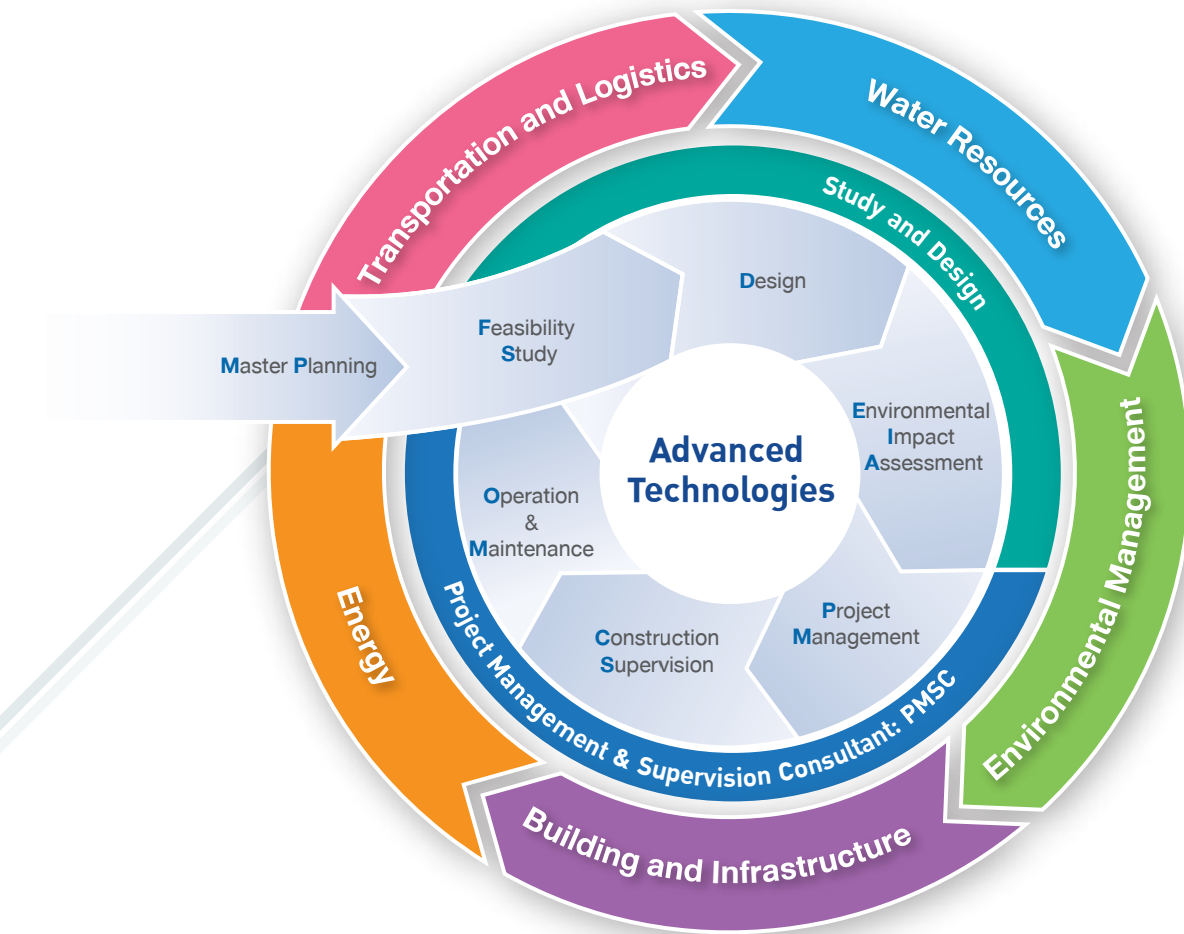 Transportation and Logistics
Water Resources
Environmental Management
Building and Infrastructure
Energy
Study and Design
Project Management & Supervision Consultant: PMSC
Master Planning
Feasibility
Study
Design
Environmental
Impact
Assessment
Project
Management
Construction
Supervision
Operation
&
Maintenance
Advanced
Technologies